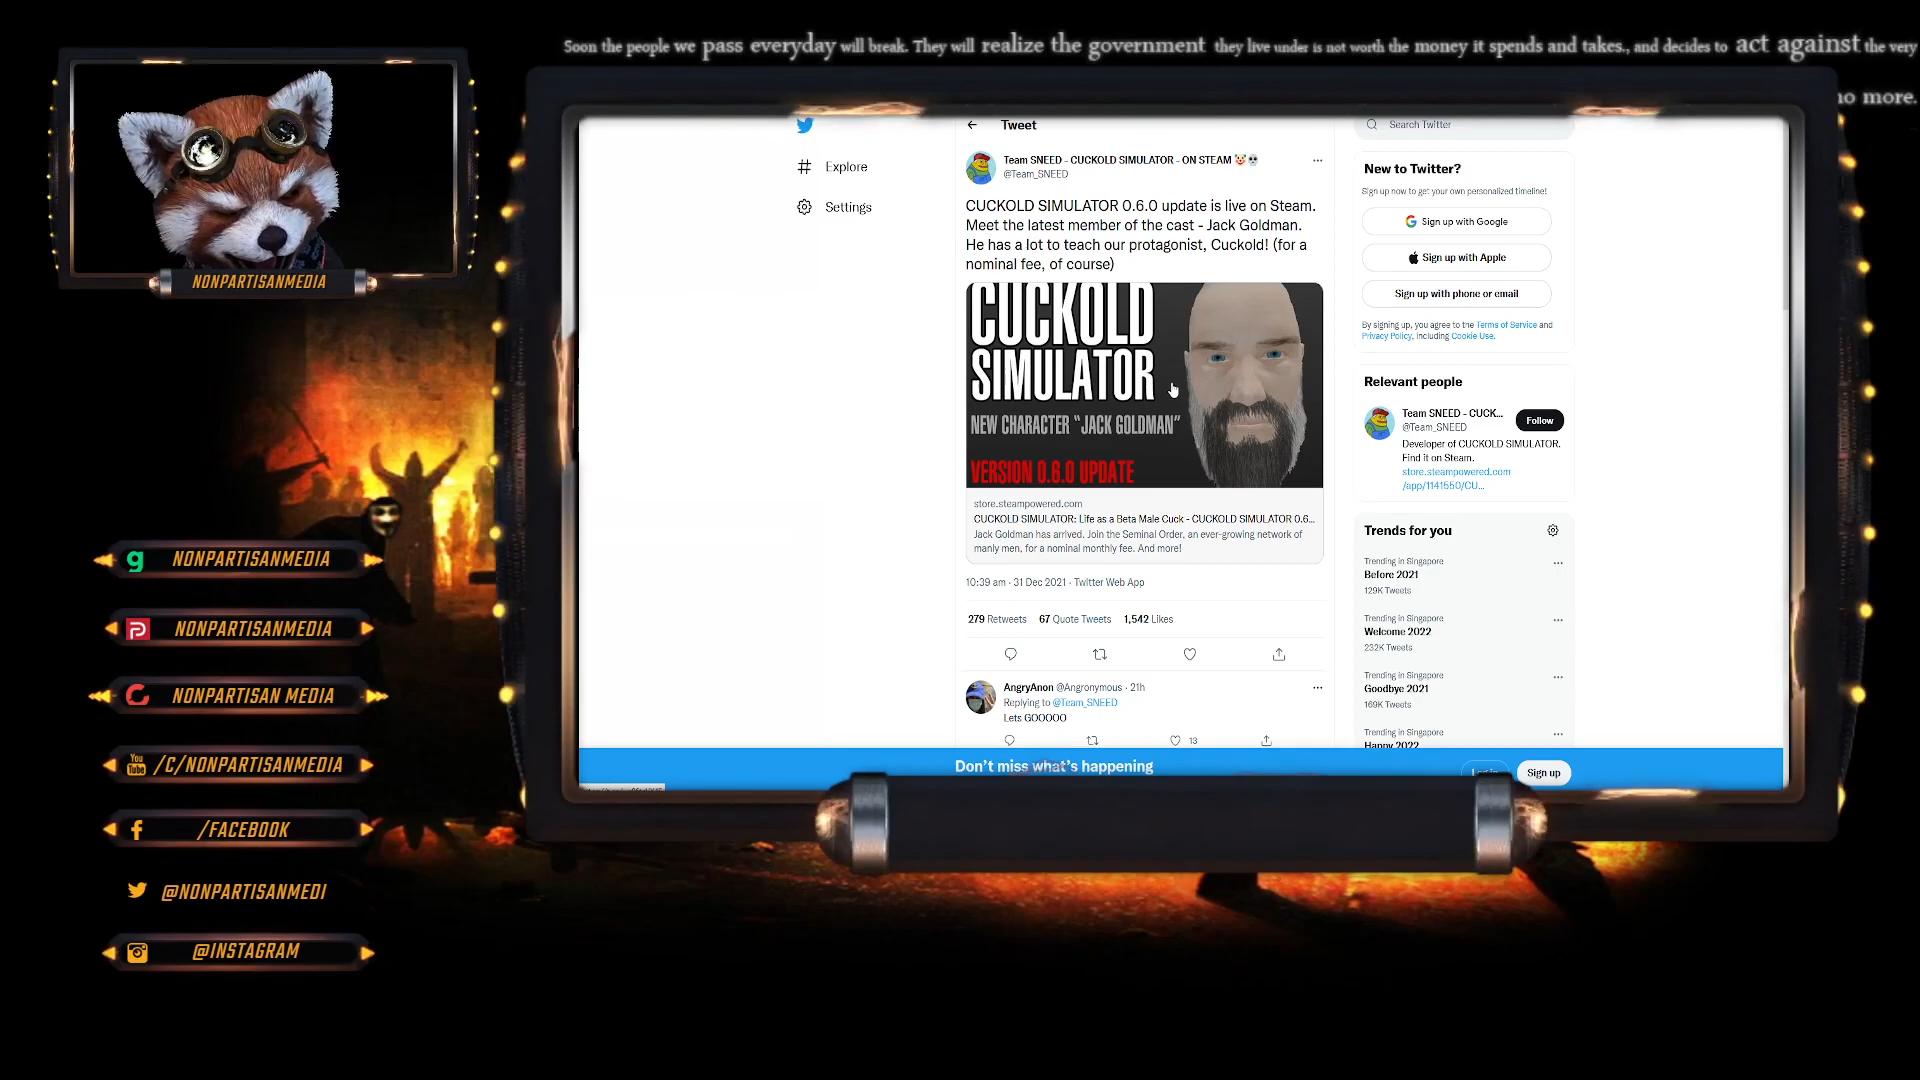 Soon the people we pass everyday will break. They will realize the government they live under is not worth the money it spends and takes., and decides to act against the very
no more.
NONPARTISANMEDIA
NONPARTISANMEDIA
NONPARTISANMEDIA
NONPARTISAN MEDIA
You Tube /C/NONPARTISANMEDIA
/FACEBOOK
@NONPARTISANMEDI
@INSTAGRAM
Explore
Settings
Tweet
Team SNEED - CUCKOLD SIMULATOR - ON STEAM 🤡💀
@Team_SNEED
CUCKOLD SIMULATOR 0.6.0 update is live on Steam.
Meet the latest member of the cast - Jack Goldman.
He has a lot to teach our protagonist, Cuckold! (for a
nominal fee, of course)
CUCKOLD
SIMULATOR
NEW CHARACTER "JACK GOLDMAN"
VERSION 0.6.0 UPDATE
store.steampowered.com
CUCKOLD SIMULATOR: Life as a Beta Male Cuck - CUCKOLD SIMULATOR 0.6...
Jack Goldman has arrived. Join the Seminal Order, an ever-growing network of
manly men, for a nominal monthly fee. And more!
10:39 am · 31 Dec 2021 · Twitter Web App
279 Retweets 67 Quote Tweets 1,542 Likes
AngryAnon @Angronymous · 21h
Replying to @Team_SNEED
Lets GOOOOO
13
Search Twitter
New to Twitter?
Sign up now to get your own personalized timeline!
Sign up with Google
Sign up with Apple
Sign up with phone or email
By signing up, you agree to the Terms of Service and
Privacy Policy, including Cookie Use.
Relevant people
Team SNEED - CUCK...
@Team_SNEED
Follow
Developer of CUCKOLD SIMULATOR.
Find it on Steam.
store.steampowered.com
/app/1141550/CU...
Trends for you
Trending in Singapore
Before 2021
129K Tweets
Trending in Singapore
Welcome 2022
232K Tweets
Trending in Singapore
Goodbye 2021
169K Tweets
Trending in Singapore
Happy 2022
Don't miss what's happening
Log in
Sign up